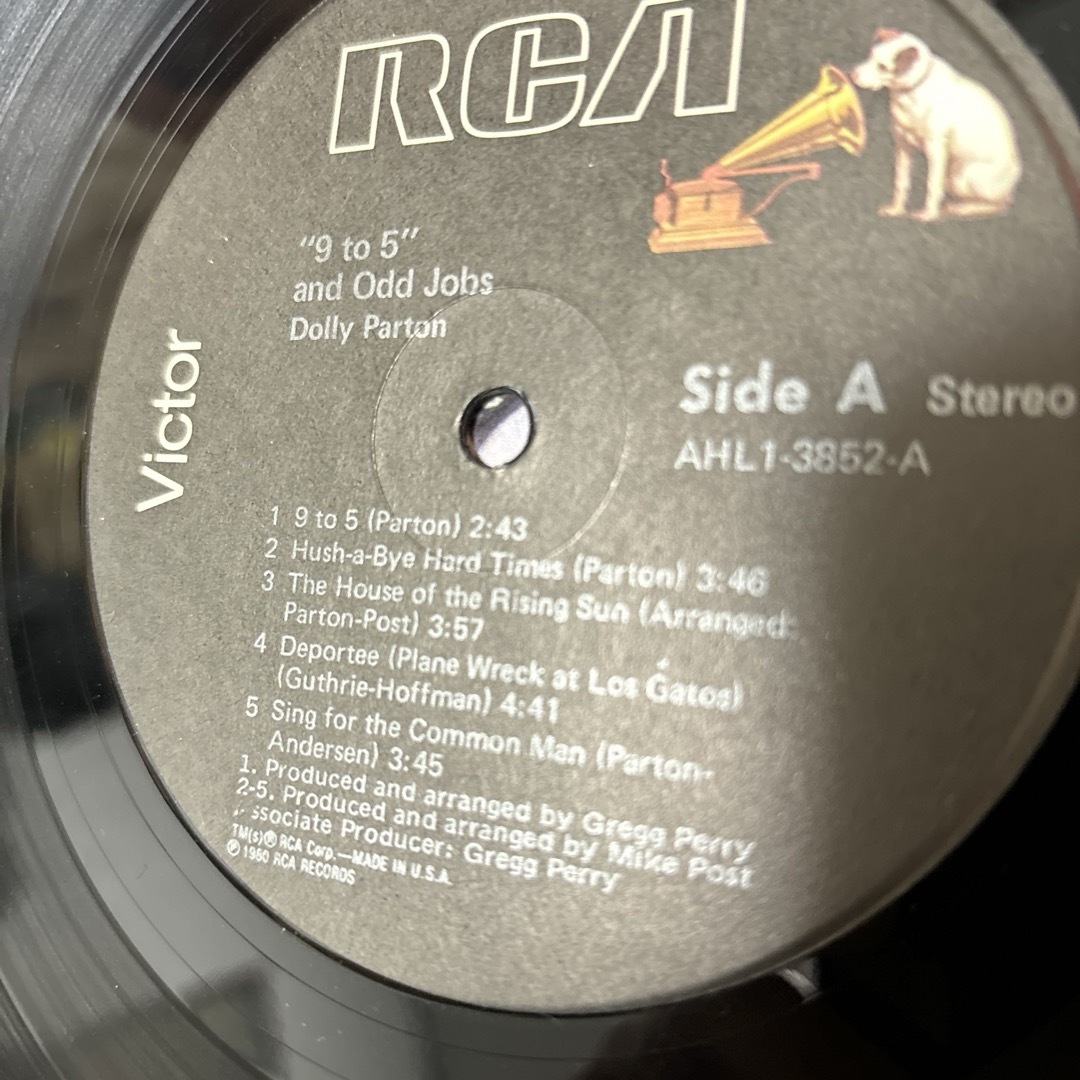 RCA
"9 to 5"
and Odd Jobs
Dolly Parton
Victor
Side A Stereo
AHL1-3852-A
1 9 to 5 (Parton) 2:43
2 Hush-a-Bye Hard Times (Parton) 3:46
3 The House of the Rising Sun (Arranged:
Parton-Post) 3:57
4 Deportee (Plane Wreck at Los Gatos)
(Guthrie-Hoffman) 4:41
5 Sing for the Common Man (Parton-
Andersen) 3:45
1. Produced and arranged by Gregg Perry
2-5. Produced and arranged by Mike Post
Associate Producer: Gregg Perry
TM(s)® RCA Corp.—MADE IN U.S.A.
℗ 1980 RCA RECORDS